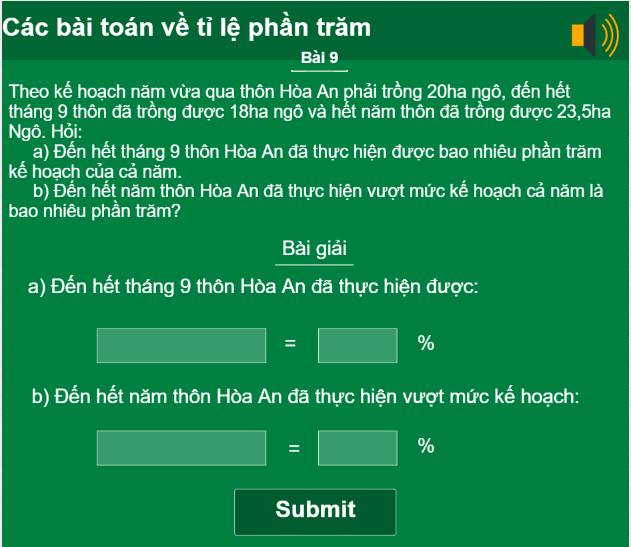 Các bài toán về tỉ lệ phần trăm
Bài 9
Theo kế hoạch năm vừa qua thôn Hòa An phải trồng 20ha ngô, đến hết
tháng 9 thôn đã trồng được 18ha ngô và hết năm thôn đã trồng được 23,5ha
Ngô. Hỏi:
a) Đến hết tháng 9 thôn Hòa An đã thực hiện được bao nhiêu phần trăm
kế hoạch của cả năm.
b) Đến hết năm thôn Hòa An đã thực hiện vượt mức kế hoạch cả năm là
bao nhiêu phần trăm?
Bài giải
a) Đến hết tháng 9 thôn Hòa An đã thực hiện được:
= %
b) Đến hết năm thôn Hòa An đã thực hiện vượt mức kế hoạch:
= %
Submit